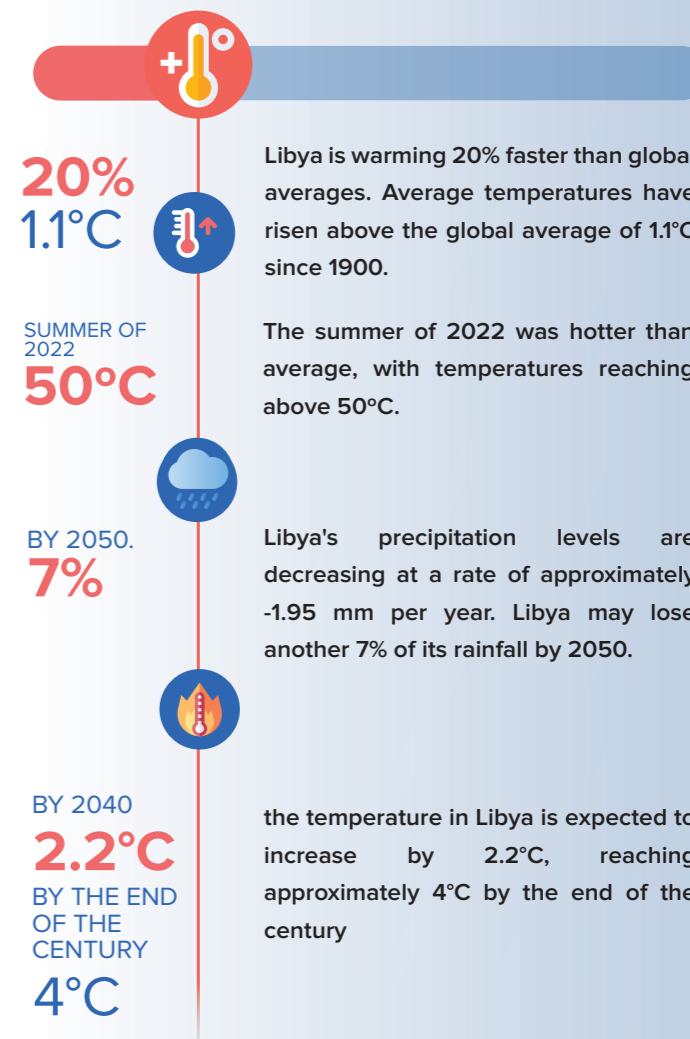 20%
1.1°C
Libya is warming 20% faster than global
averages. Average temperatures have
risen above the global average of 1.1°C
since 1900.
SUMMER OF
2022
50°C
The summer of 2022 was hotter than
average, with temperatures reaching
above 50°C.
BY 2050.
7%
Libya's precipitation levels are
decreasing at a rate of approximately
-1.95 mm per year. Libya may lose
another 7% of its rainfall by 2050.
BY 2040
2.2°C
BY THE END
OF THE
CENTURY
4°C
the temperature in Libya is expected to
increase by 2.2°C, reaching
approximately 4°C by the end of the
century